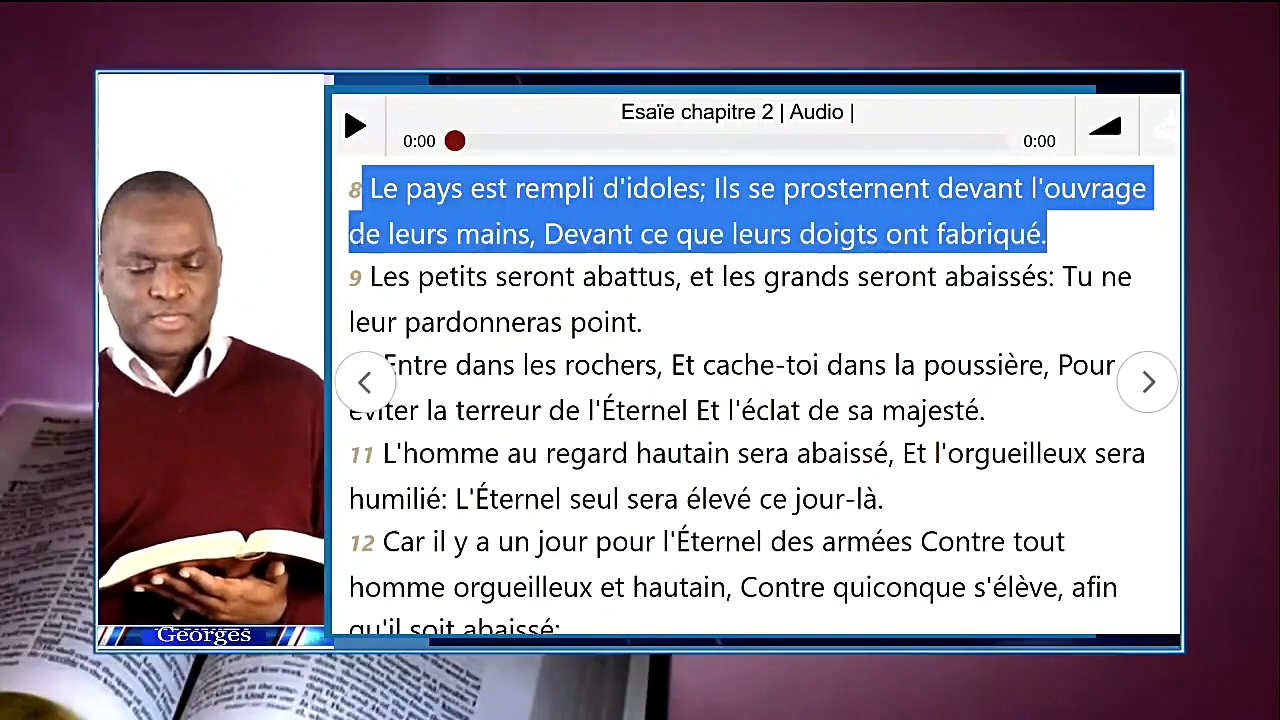 Esaïe chapitre 2 | Audio |
0:00
0:00
8 Le pays est rempli d'idoles; Ils se prosternent devant l'ouvrage
de leurs mains, Devant ce que leurs doigts ont fabriqué.
9 Les petits seront abattus, et les grands seront abaissés: Tu ne
leur pardonneras point.
Entre dans les rochers, Et cache-toi dans la poussière, Pour
éviter la terreur de l'Éternel Et l'éclat de sa majesté.
11 L'homme au regard hautain sera abaissé, Et l'orgueilleux sera
humilié: L'Éternel seul sera élevé ce jour-là.
12 Car il y a un jour pour l'Éternel des armées Contre tout
homme orgueilleux et hautain, Contre quiconque s'élève, afin
qu'il soit abaissé;
Georges